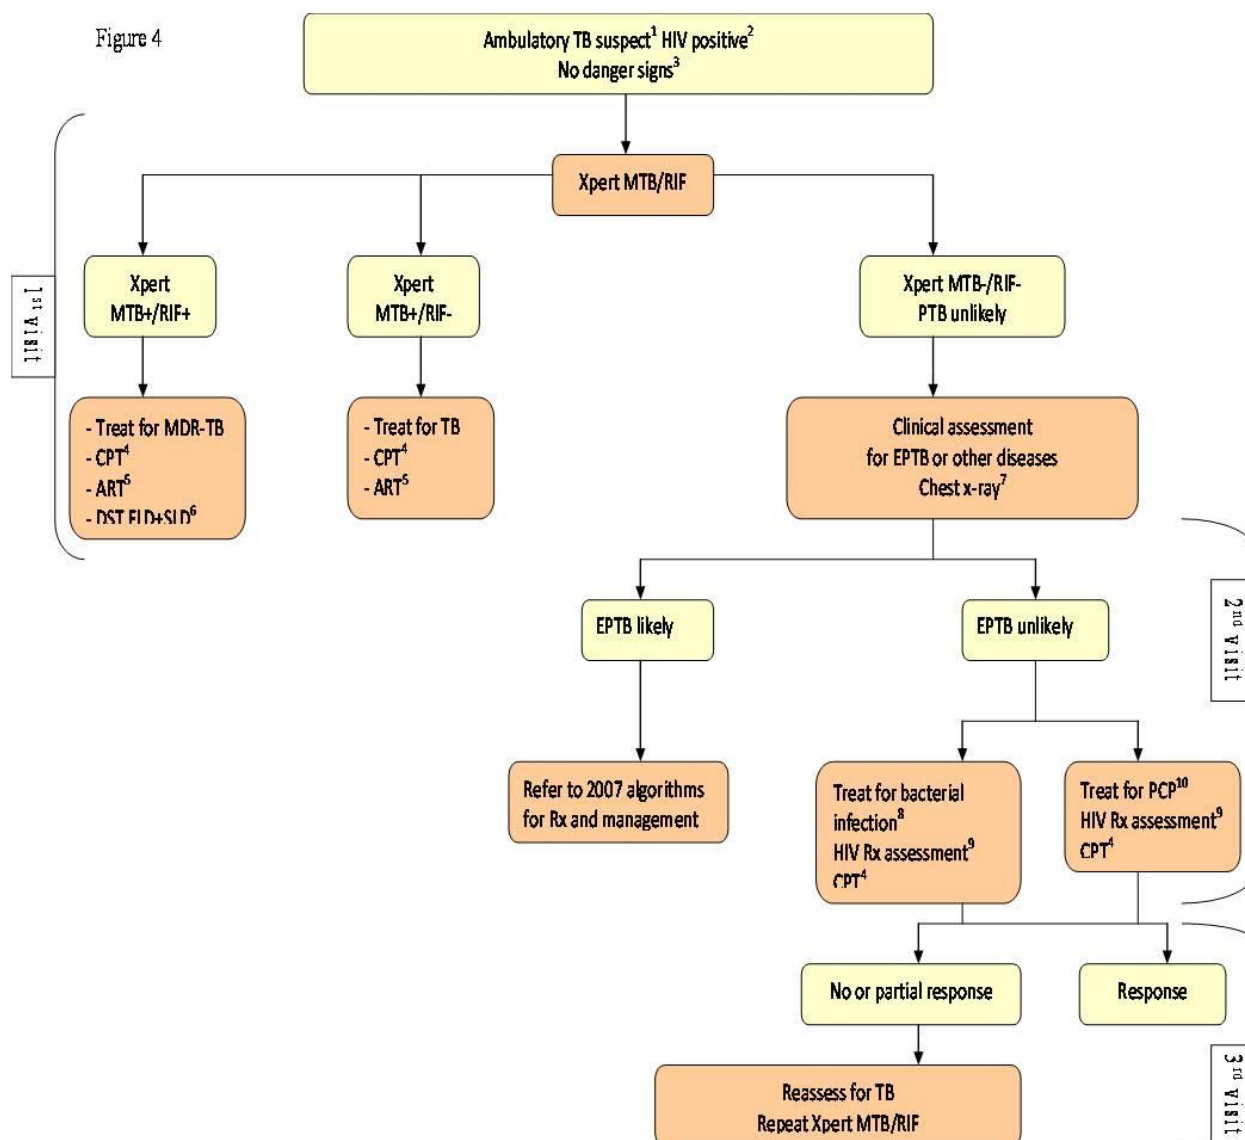 Figure 4
Ambulatory TB suspect¹ HIV positive²
No danger signs³
Xpert MTB/RIF
1ˢᵗ visit
Xpert
MTB+/RIF+
Xpert
MTB+/RIF-
Xpert MTB-/RIF-
PTB unlikely
- Treat for MDR-TB
- CPT⁴
- ART⁵
- DST FLD+SLD⁶
- Treat for TB
- CPT⁴
- ART⁵
Clinical assessment
for EPTB or other diseases
Chest x-ray⁷
2ⁿᵈ visit
EPTB likely
EPTB unlikely
Refer to 2007 algorithms
for Rx and management
Treat for bacterial
infection⁸
HIV Rx assessment⁹
CPT⁴
Treat for PCP¹⁰
HIV Rx assessment⁹
CPT⁴
No or partial response
Response
3ʳᵈ visit
Reassess for TB
Repeat Xpert MTB/RIF